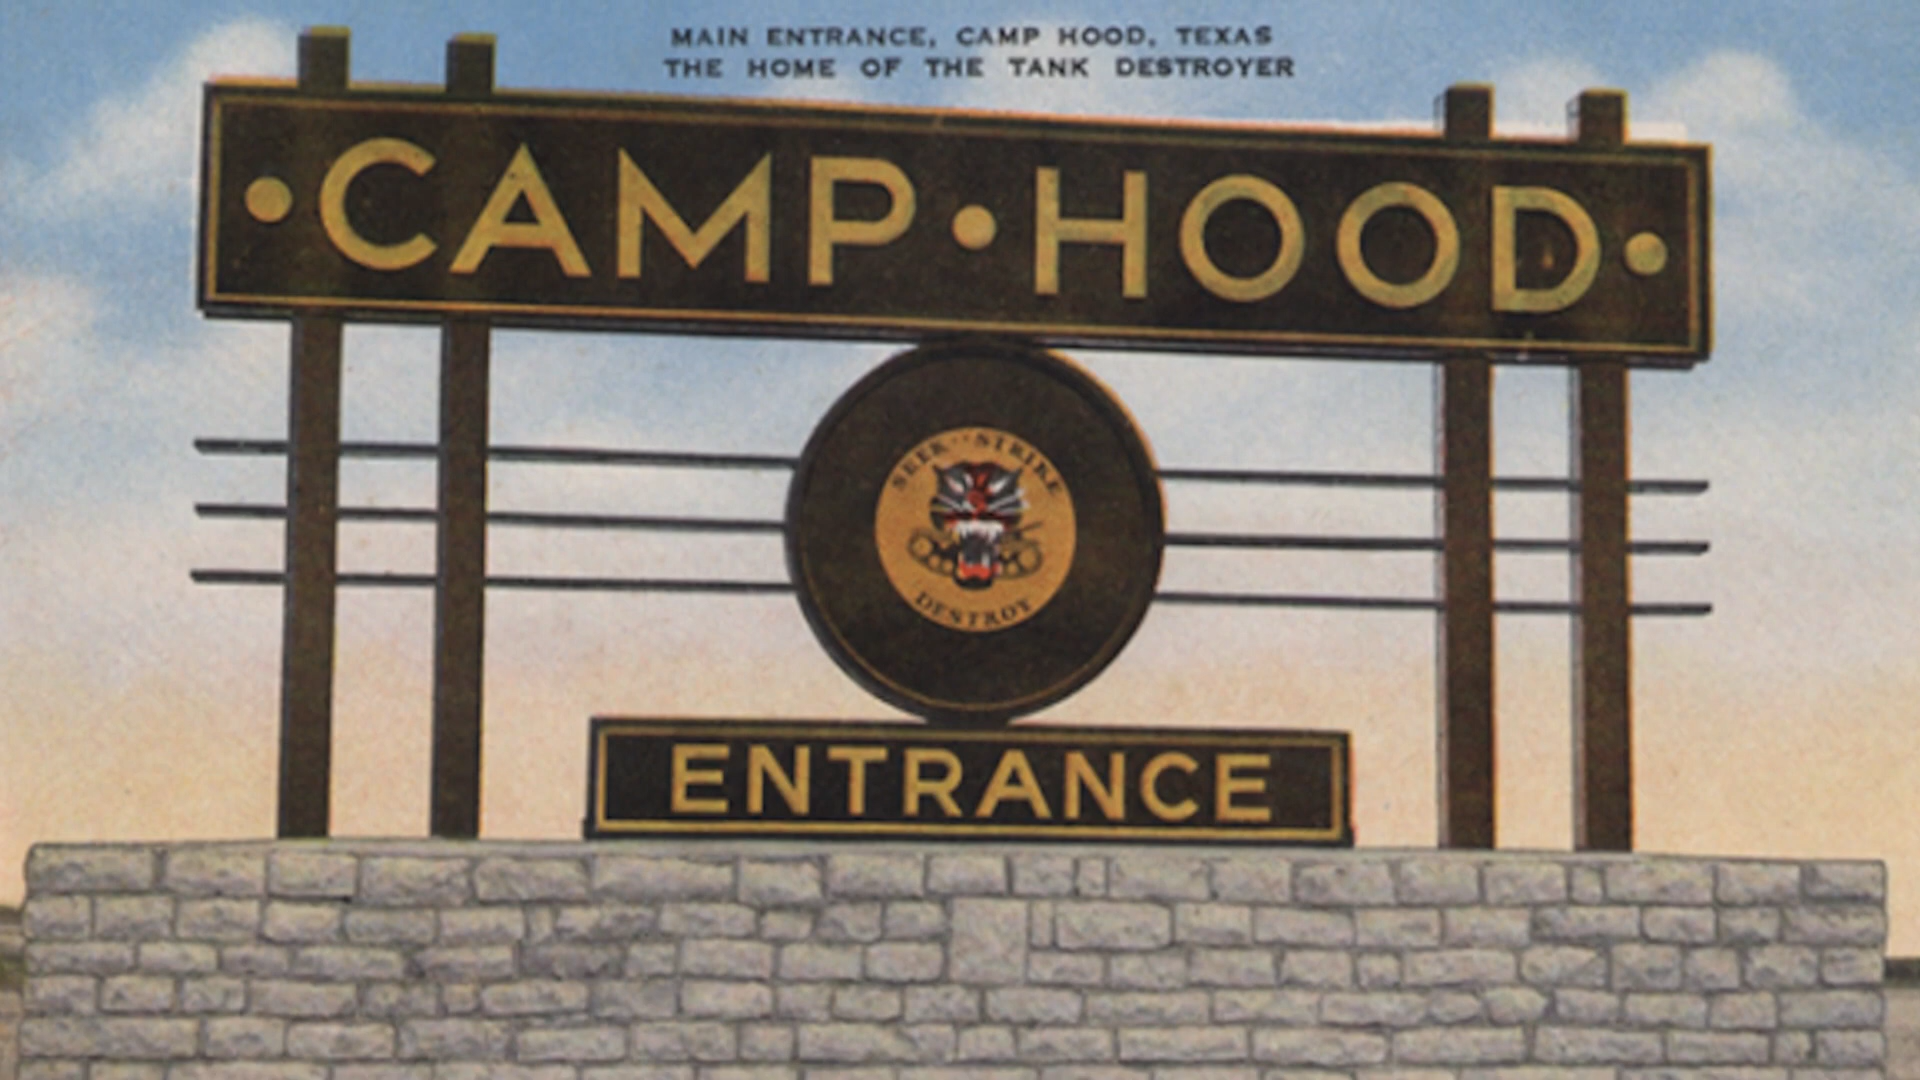 MAIN ENTRANCE, CAMP HOOD, TEXAS
THE HOME OF THE TANK DESTROYER
·CAMP·HOOD·
SEEK··STRIKE
DESTROY
ENTRANCE